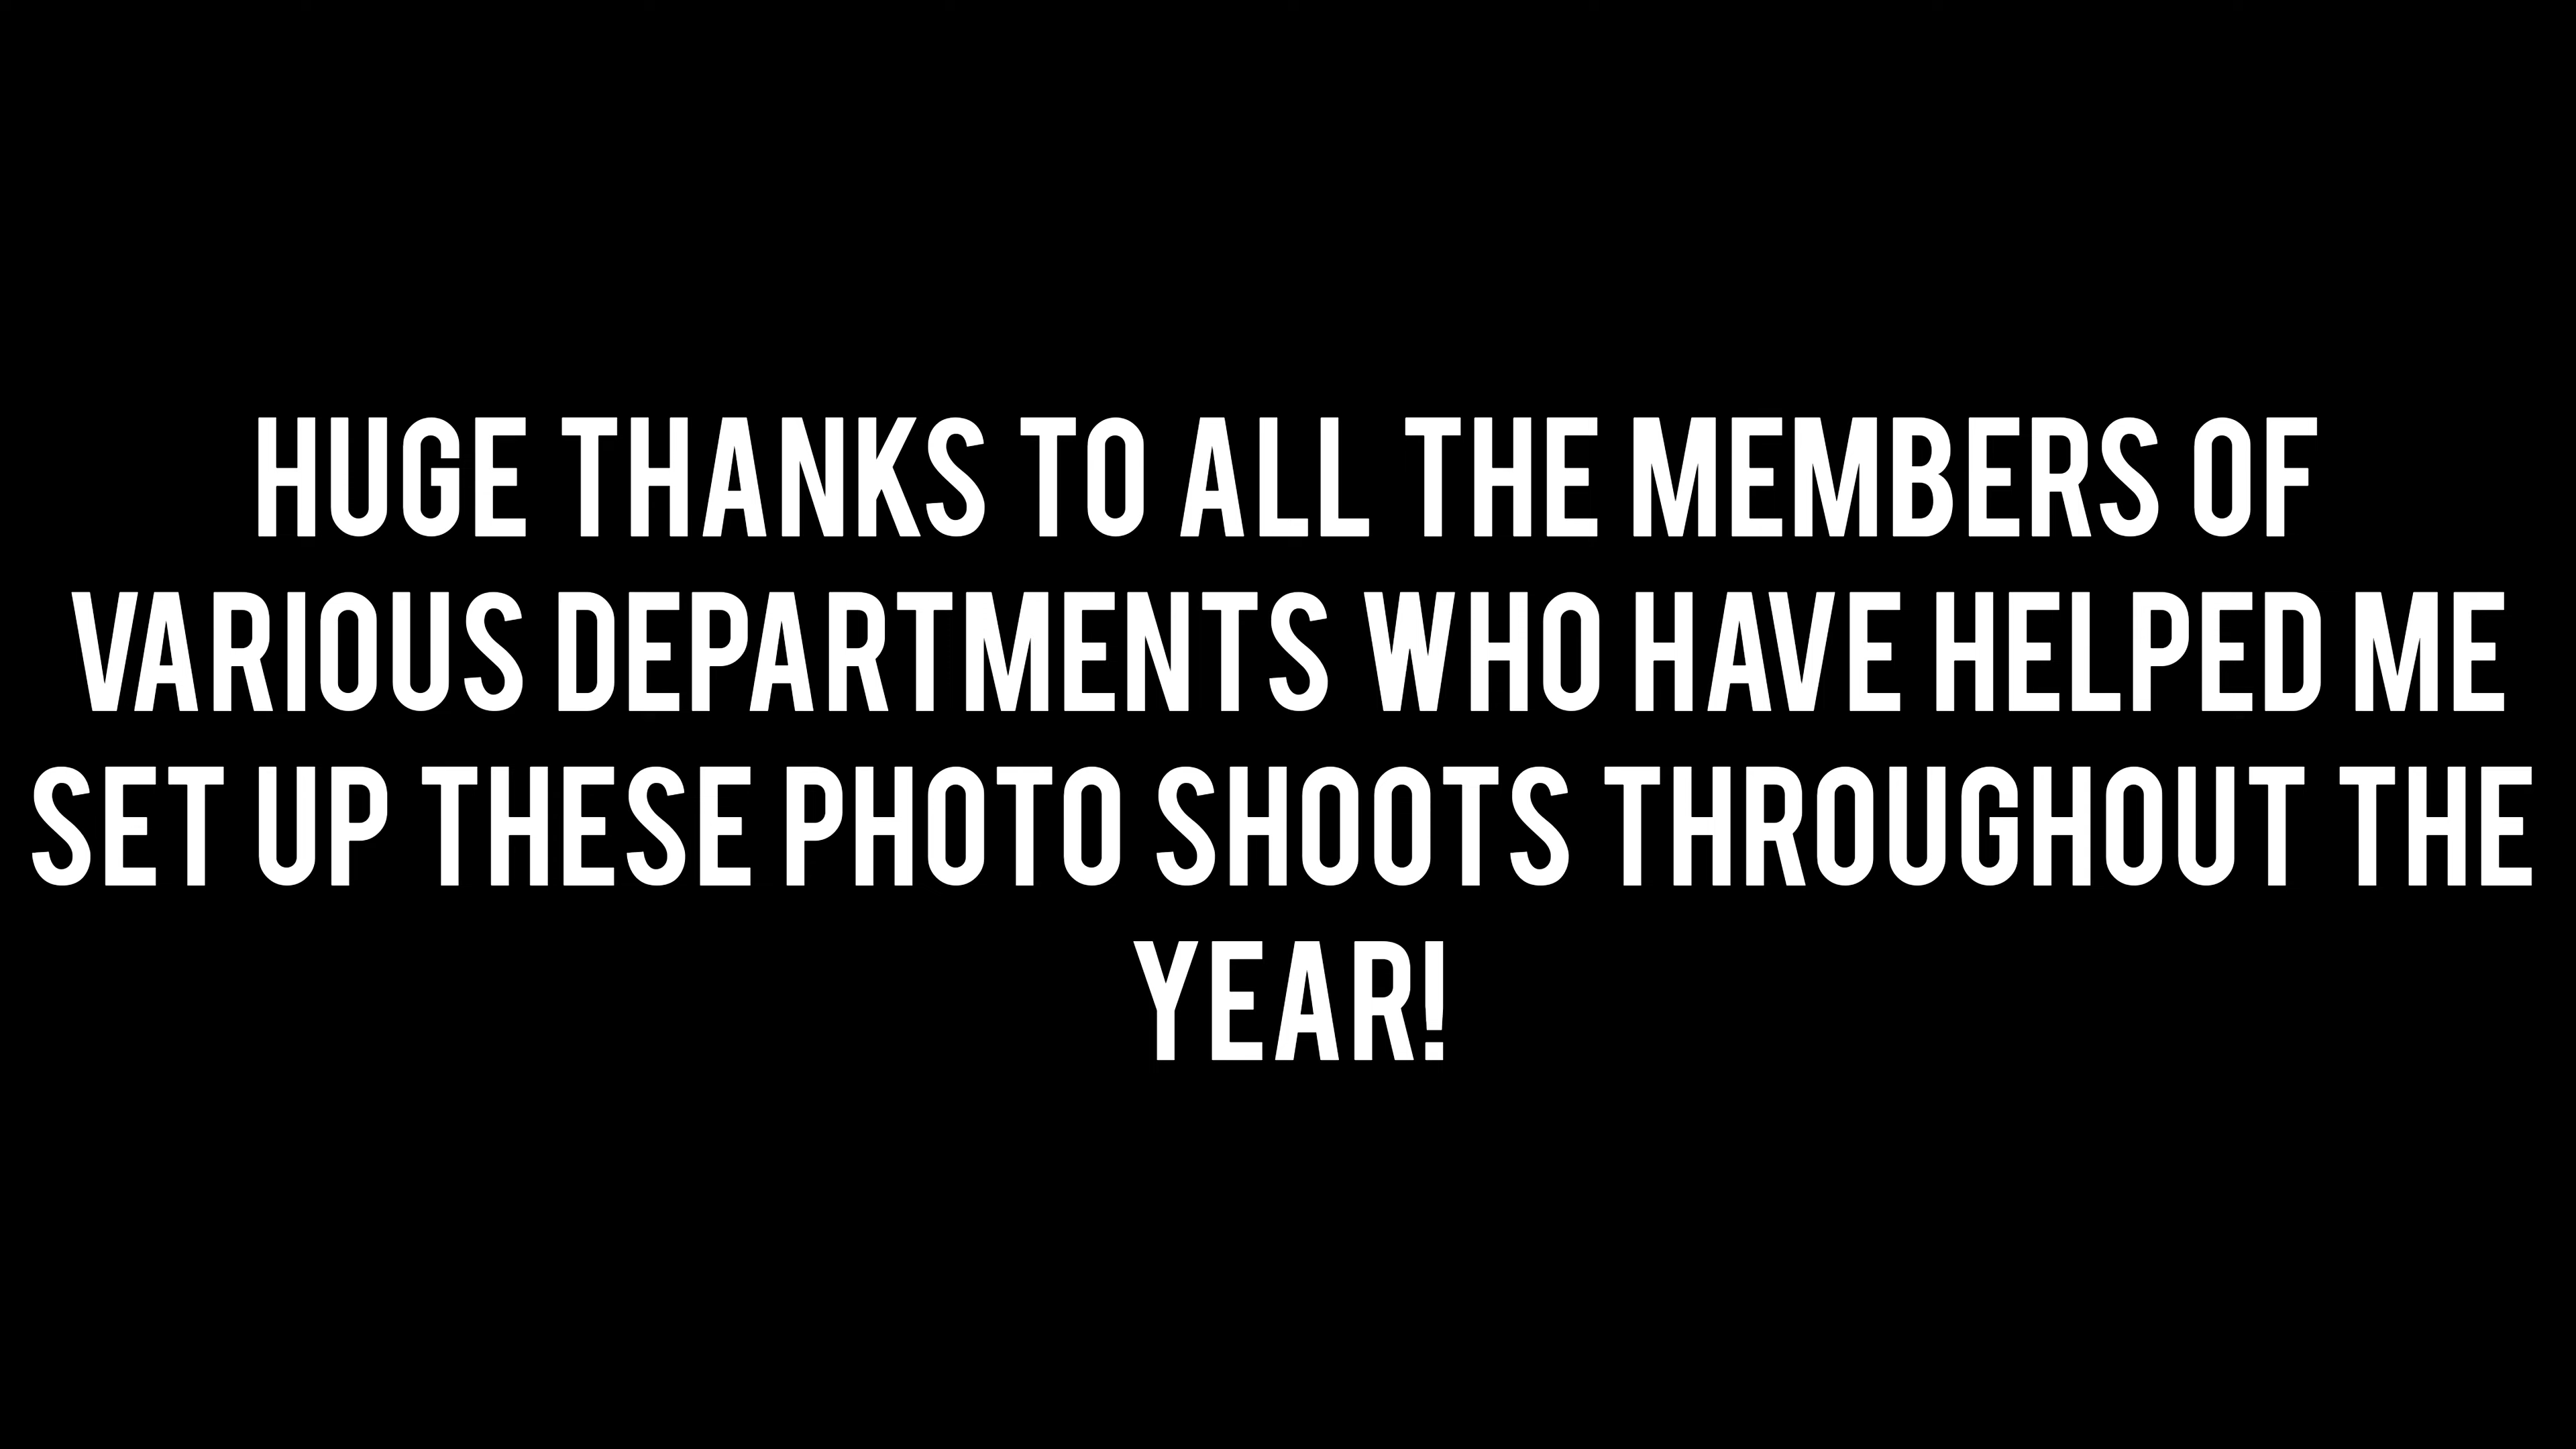 HUGE THANKS TO ALL THE MEMBERS OF
VARIOUS DEPARTMENTS WHO HAVE HELPED ME
SET UP THESE PHOTO SHOOTS THROUGHOUT THE
YEAR!